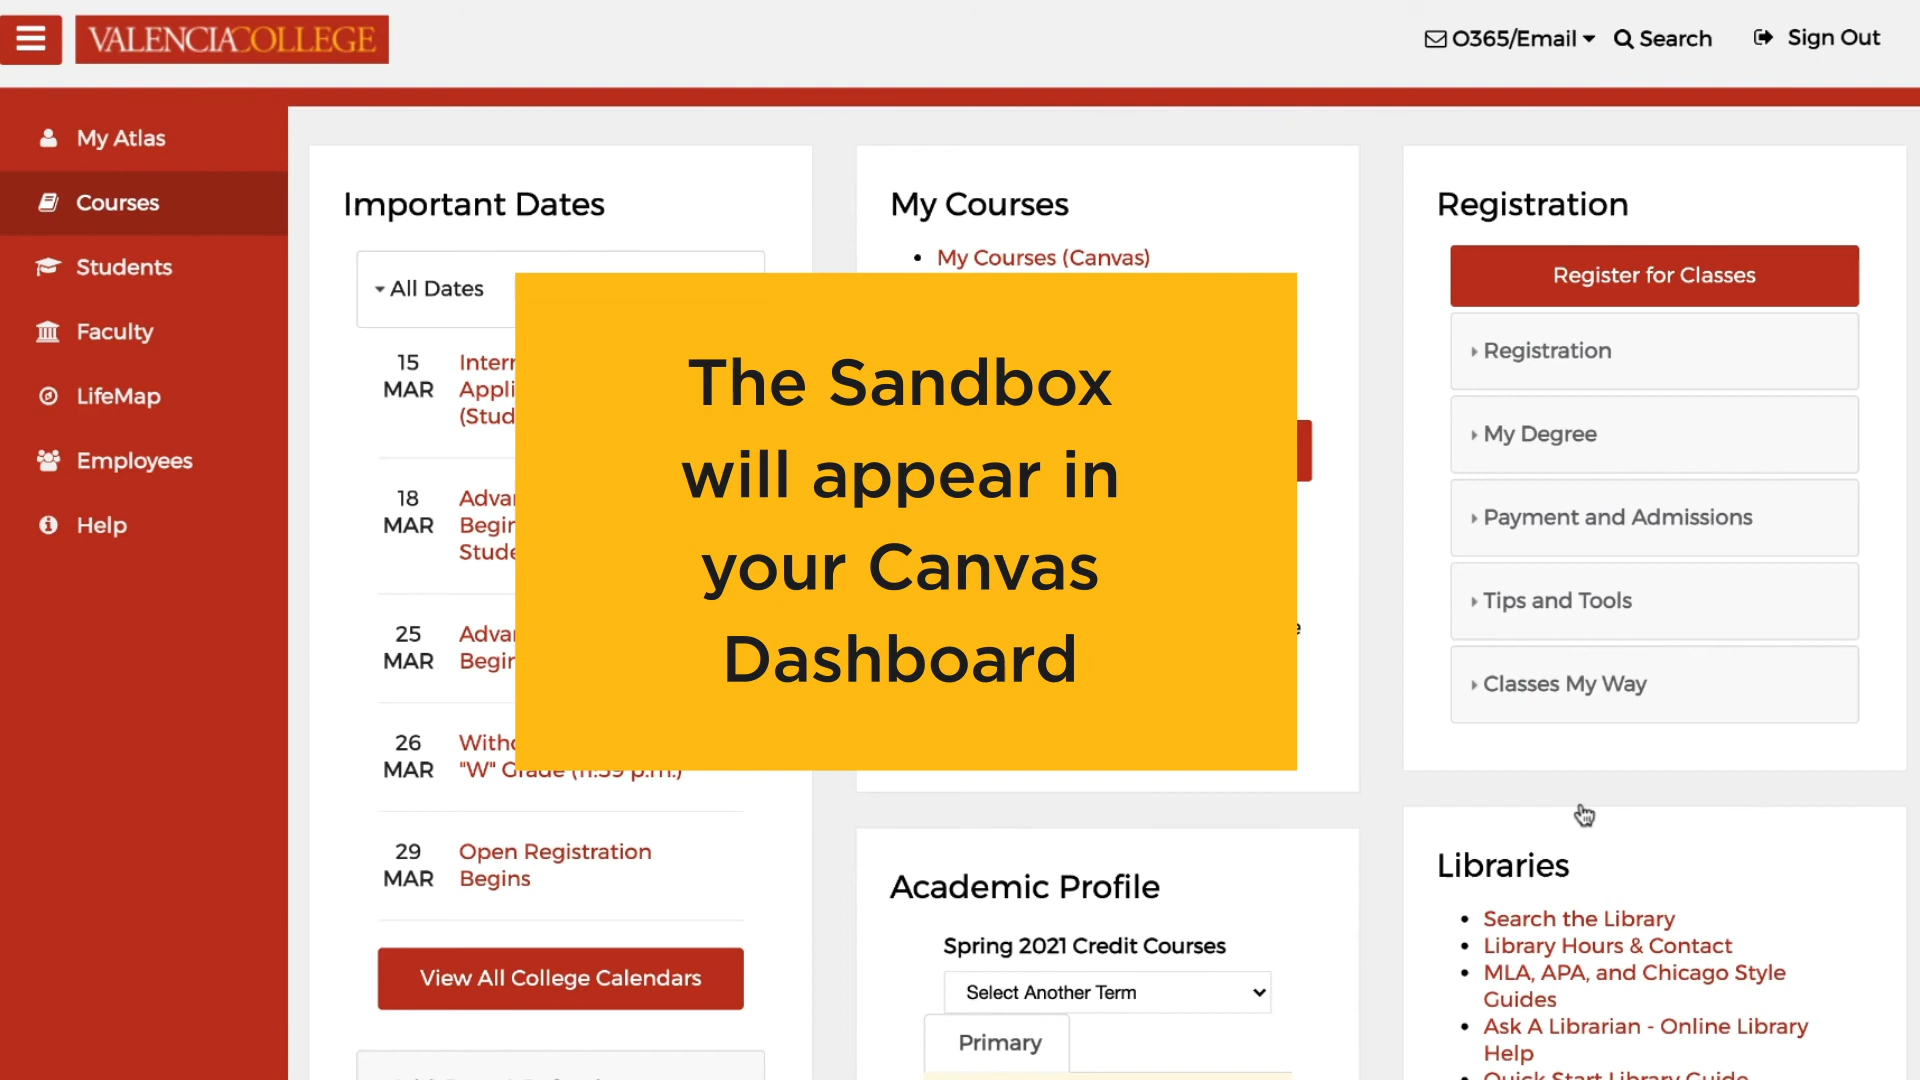 VALENCIACOLLEGE
O365/Email
Search
Sign Out
My Atlas
Courses
Students
Faculty
LifeMap
Employees
Help
Important Dates
All Dates
15
MAR
18
MAR
25
MAR
26
MAR
"W"
29
MAR
Open Registration
Begins
View All College Calendars
My Courses
My Courses (Canvas)
The Sandbox
will appear in
your Canvas
Dashboard
Academic Profile
Spring 2021 Credit Courses
Select Another Term
Primary
Registration
Register for Classes
Registration
My Degree
Payment and Admissions
Tips and Tools
Classes My Way
Libraries
Search the Library
Library Hours & Contact
MLA, APA, and Chicago Style
Guides
Ask A Librarian - Online Library
Help
Quick Start Library Guide